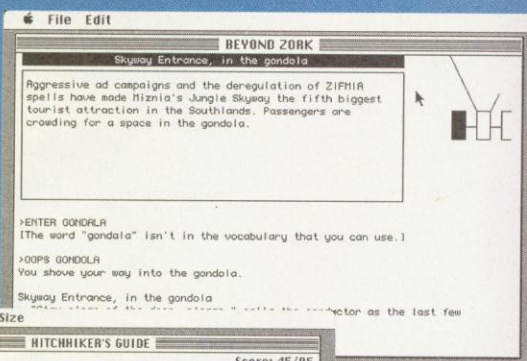 File Edit
BEYOND ZORK
Skyway Entrance, in the gondola
Aggressive ad campaigns and the deregulation of ZIFMIA
spells have made Miznia's Jungle Skyway the fifth biggest
tourist attraction in the Southlands. Passengers are
crowding for a space in the gondola.
>ENTER GONDALA
[The word "gondala" isn't in the vocabulary that you can use.]
>OOPS GONDOLA
You shove your way into the gondola.
Skyway Entrance, in the gondola
conductor as the last few
Size
HITCHHIKER'S GUIDE